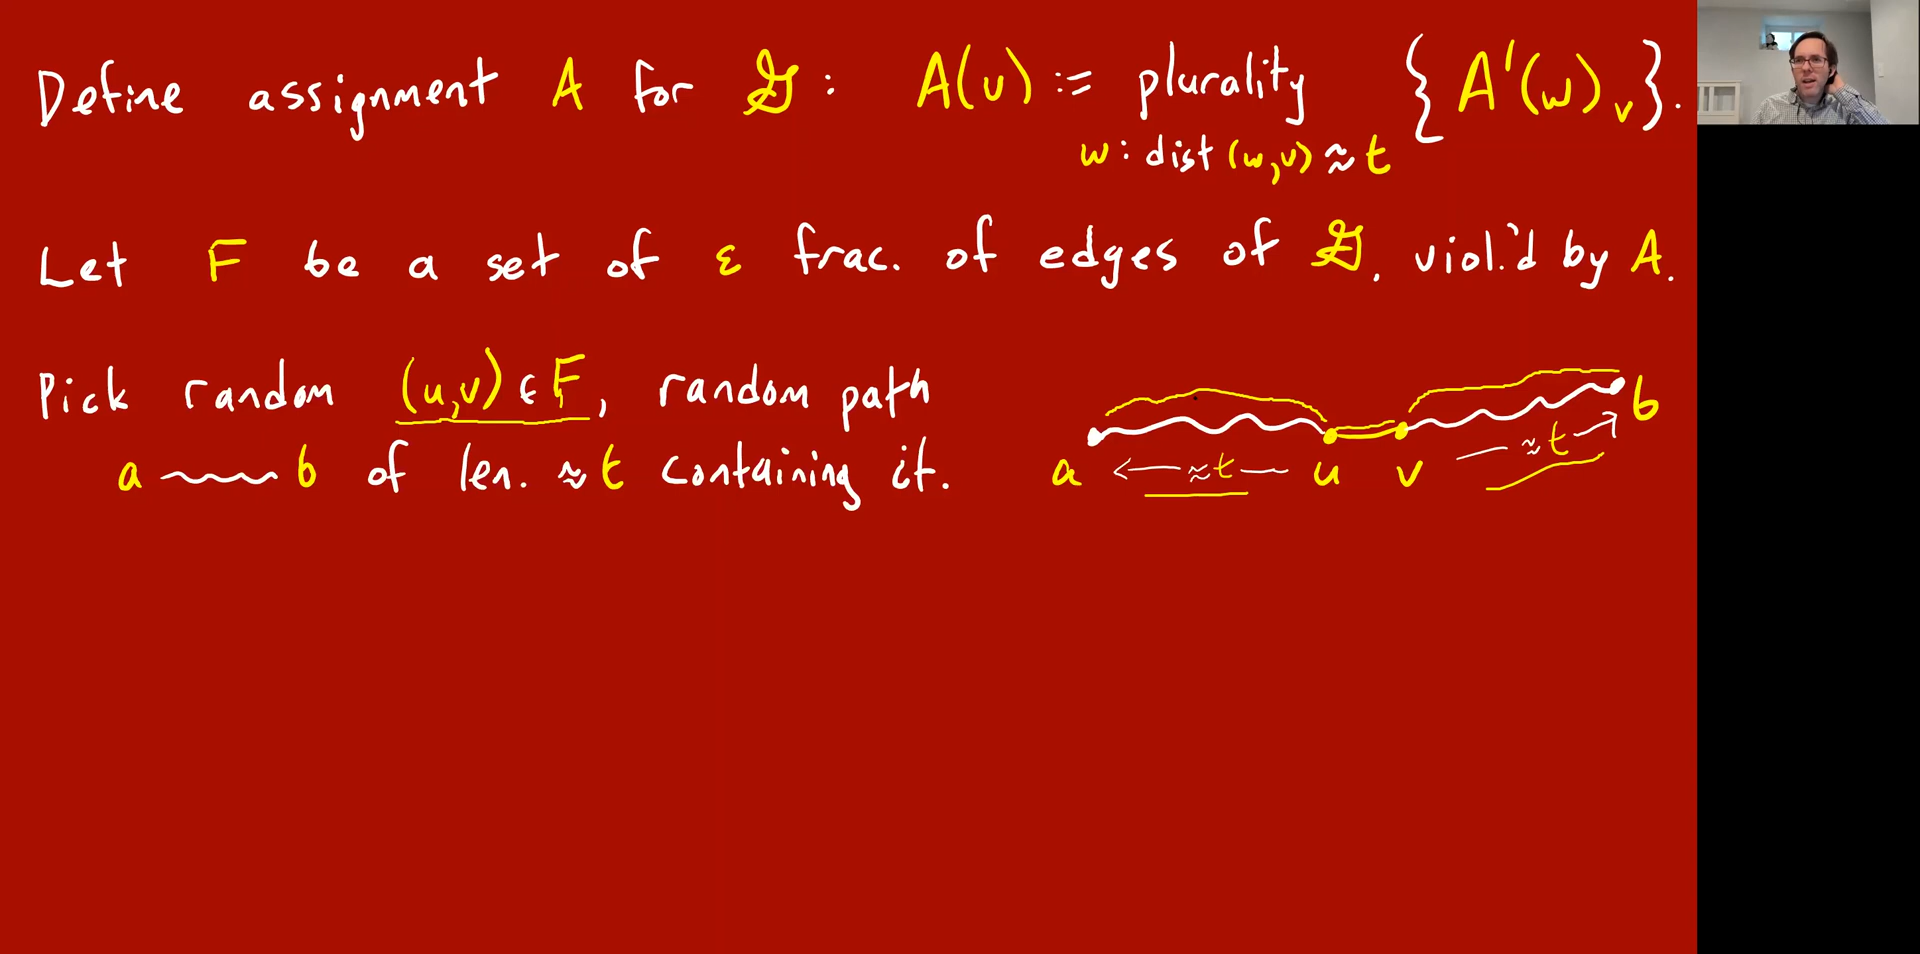 Define assignment A for 𝒢 : A(v) := plurality { A'(w)ᵥ }.
w : dist (w,v) ≈ t
Let F be a set of ε frac. of edges of 𝒢, viol.'d by A.
Pick random (u,v) ∈ F, random path
a ~~~ b of len. ≈ t containing it.
b
a ← ≈ t — u v — ≈ t →